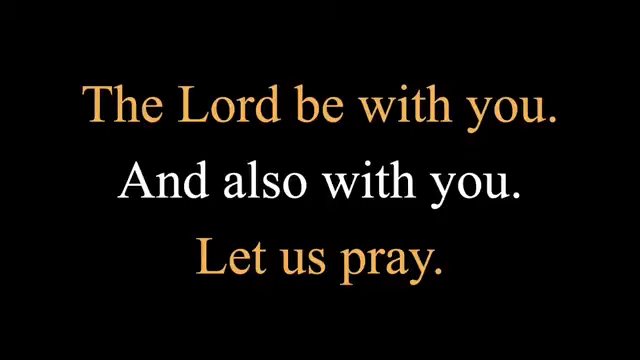 The Lord be with you.
And also with you.
Let us pray.